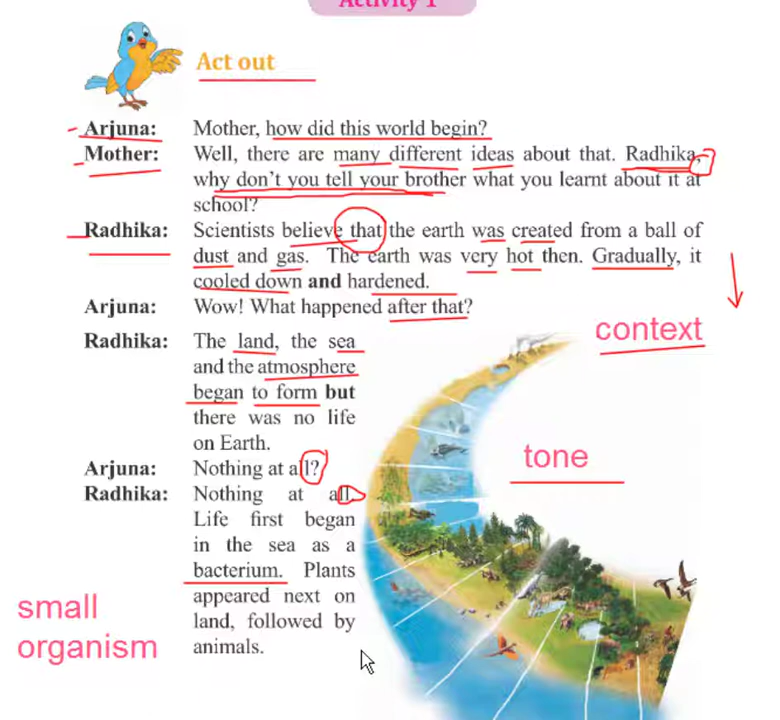 Activity 1
Act out
Arjuna: Mother, how did this world begin?
Mother: Well, there are many different ideas about that. Radhika,
why don't you tell your brother what you learnt about it at
school?
Radhika: Scientists believe that the earth was created from a ball of
dust and gas. The earth was very hot then. Gradually, it
cooled down and hardened.
Arjuna: Wow! What happened after that?
context
Radhika: The land, the sea
and the atmosphere
began to form but
there was no life
on Earth.
tone
Arjuna: Nothing at all?
Radhika: Nothing at all.
Life first began
in the sea as a
bacterium. Plants
appeared next on
land, followed by
animals.
small
organism